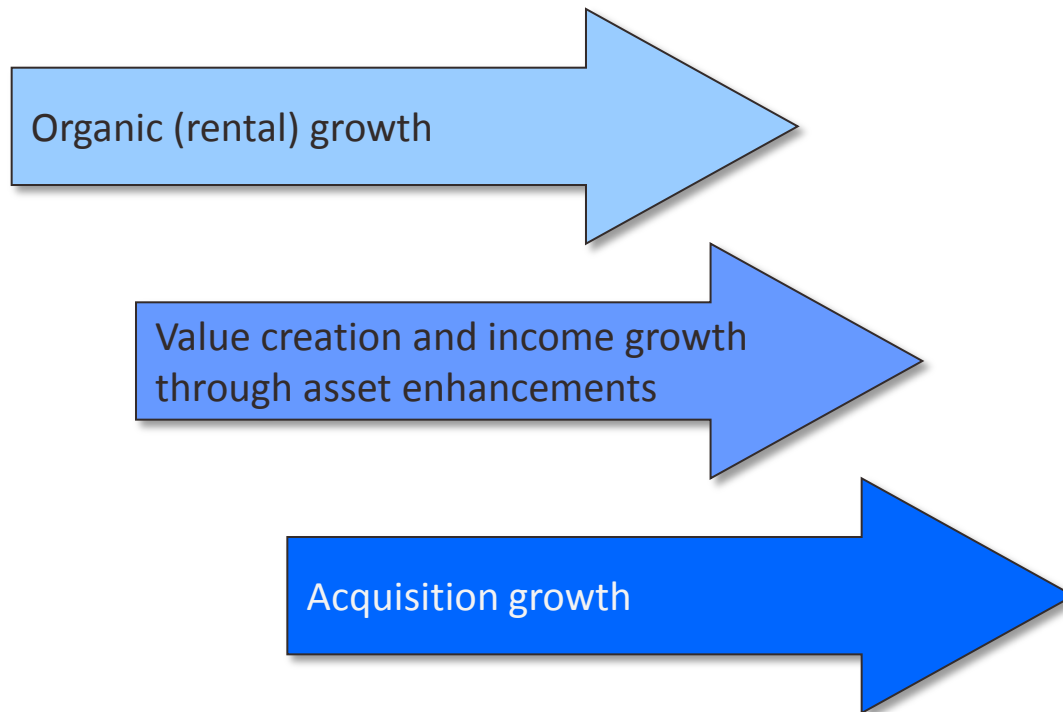 Organic (rental) growth
Value creation and income growth
through asset enhancements
Acquisition growth